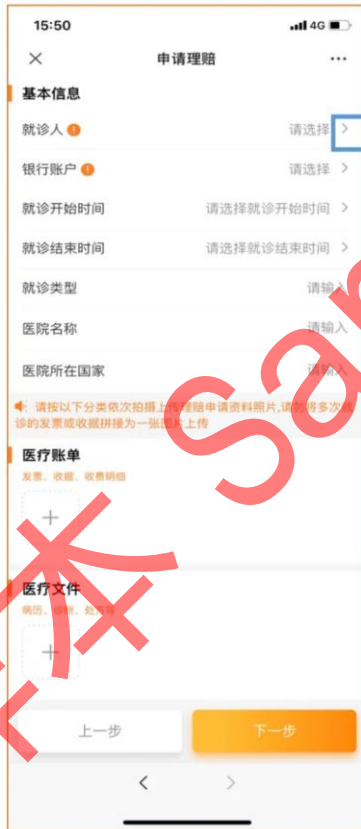 15:50
4G
申请理赔
基本信息
就诊人
请选择
银行账户
请选择
就诊开始时间
请选择就诊开始时间
就诊结束时间
请选择就诊结束时间
就诊类型
请输入
医院名称
请输入
医院所在国家
请输入
请按以下分类依次拍摄上传理赔申请资料照片,请勿将多次就
诊的发票或收据拼接为一张图片上传
医疗账单
发票、收据、收费明细
医疗文件
病历、诊断、处方等
上一步
下一步
本 Sam